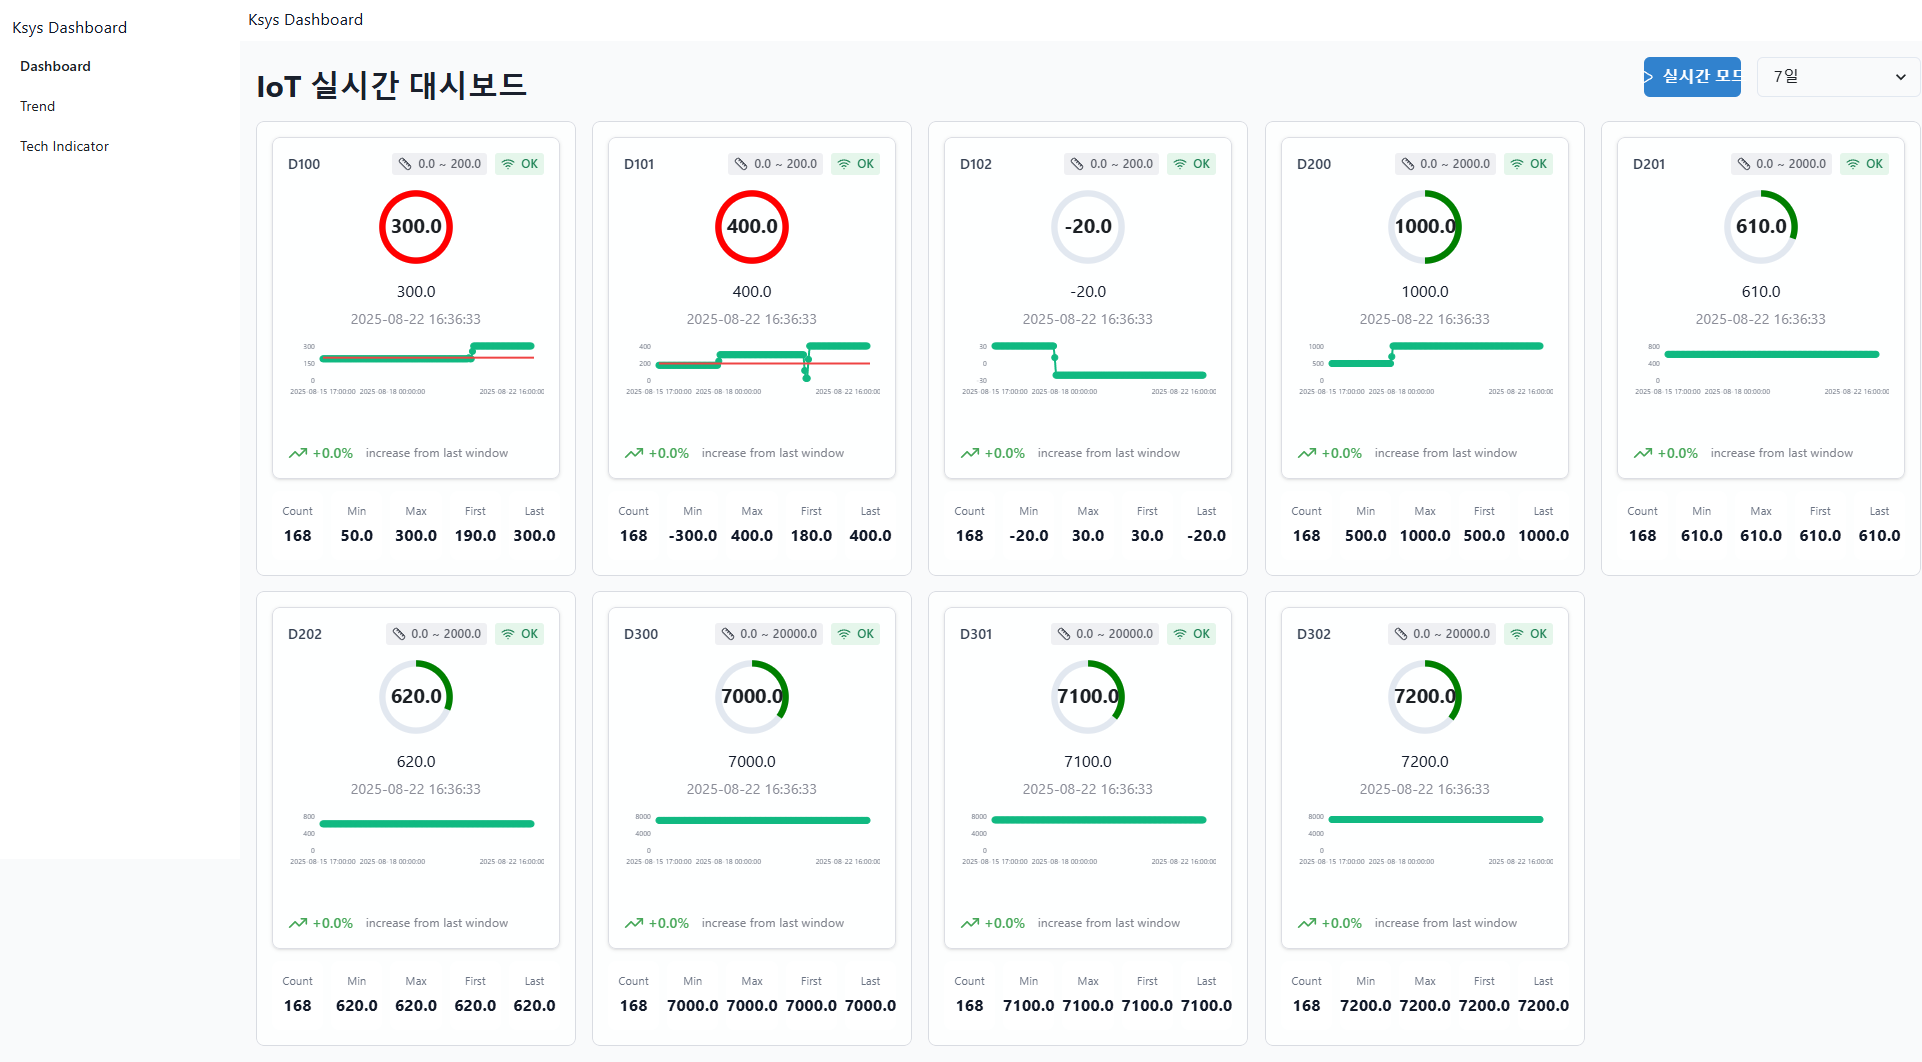 Ksys Dashboard
Dashboard
Trend
Tech Indicator
Ksys Dashboard
IoT 실시간 대시보드
실시간 모드
7일
D100 0.0 ~ 200.0 OK
300.0
300.0
2025-08-22 16:36:33
300
150
0
2025-08-15 17:00:00 2025-08-18 00:00:00 2025-08-22 16:00:00
+0.0% increase from last window
Count Min Max First Last
168 50.0 300.0 190.0 300.0
D101 0.0 ~ 200.0 OK
400.0
400.0
2025-08-22 16:36:33
400
200
0
2025-08-15 17:00:00 2025-08-18 00:00:00 2025-08-22 16:00:00
+0.0% increase from last window
Count Min Max First Last
168 -300.0 400.0 180.0 400.0
D102 0.0 ~ 200.0 OK
-20.0
-20.0
2025-08-22 16:36:33
30
0
-30
2025-08-15 17:00:00 2025-08-18 00:00:00 2025-08-22 16:00:00
+0.0% increase from last window
Count Min Max First Last
168 -20.0 30.0 30.0 -20.0
D200 0.0 ~ 2000.0 OK
1000.0
1000.0
2025-08-22 16:36:33
1000
500
0
2025-08-15 17:00:00 2025-08-18 00:00:00 2025-08-22 16:00:00
+0.0% increase from last window
Count Min Max First Last
168 500.0 1000.0 500.0 1000.0
D201 0.0 ~ 2000.0 OK
610.0
610.0
2025-08-22 16:36:33
800
400
0
2025-08-15 17:00:00 2025-08-18 00:00:00 2025-08-22 16:00:00
+0.0% increase from last window
Count Min Max First Last
168 610.0 610.0 610.0 610.0
D202 0.0 ~ 2000.0 OK
620.0
620.0
2025-08-22 16:36:33
800
400
0
2025-08-15 17:00:00 2025-08-18 00:00:00 2025-08-22 16:00:00
+0.0% increase from last window
Count Min Max First Last
168 620.0 620.0 620.0 620.0
D300 0.0 ~ 20000.0 OK
7000.0
7000.0
2025-08-22 16:36:33
8000
4000
0
2025-08-15 17:00:00 2025-08-18 00:00:00 2025-08-22 16:00:00
+0.0% increase from last window
Count Min Max First Last
168 7000.0 7000.0 7000.0 7000.0
D301 0.0 ~ 20000.0 OK
7100.0
7100.0
2025-08-22 16:36:33
8000
4000
0
2025-08-15 17:00:00 2025-08-18 00:00:00 2025-08-22 16:00:00
+0.0% increase from last window
Count Min Max First Last
168 7100.0 7100.0 7100.0 7100.0
D302 0.0 ~ 20000.0 OK
7200.0
7200.0
2025-08-22 16:36:33
8000
4000
0
2025-08-15 17:00:00 2025-08-18 00:00:00 2025-08-22 16:00:00
+0.0% increase from last window
Count Min Max First Last
168 7200.0 7200.0 7200.0 7200.0